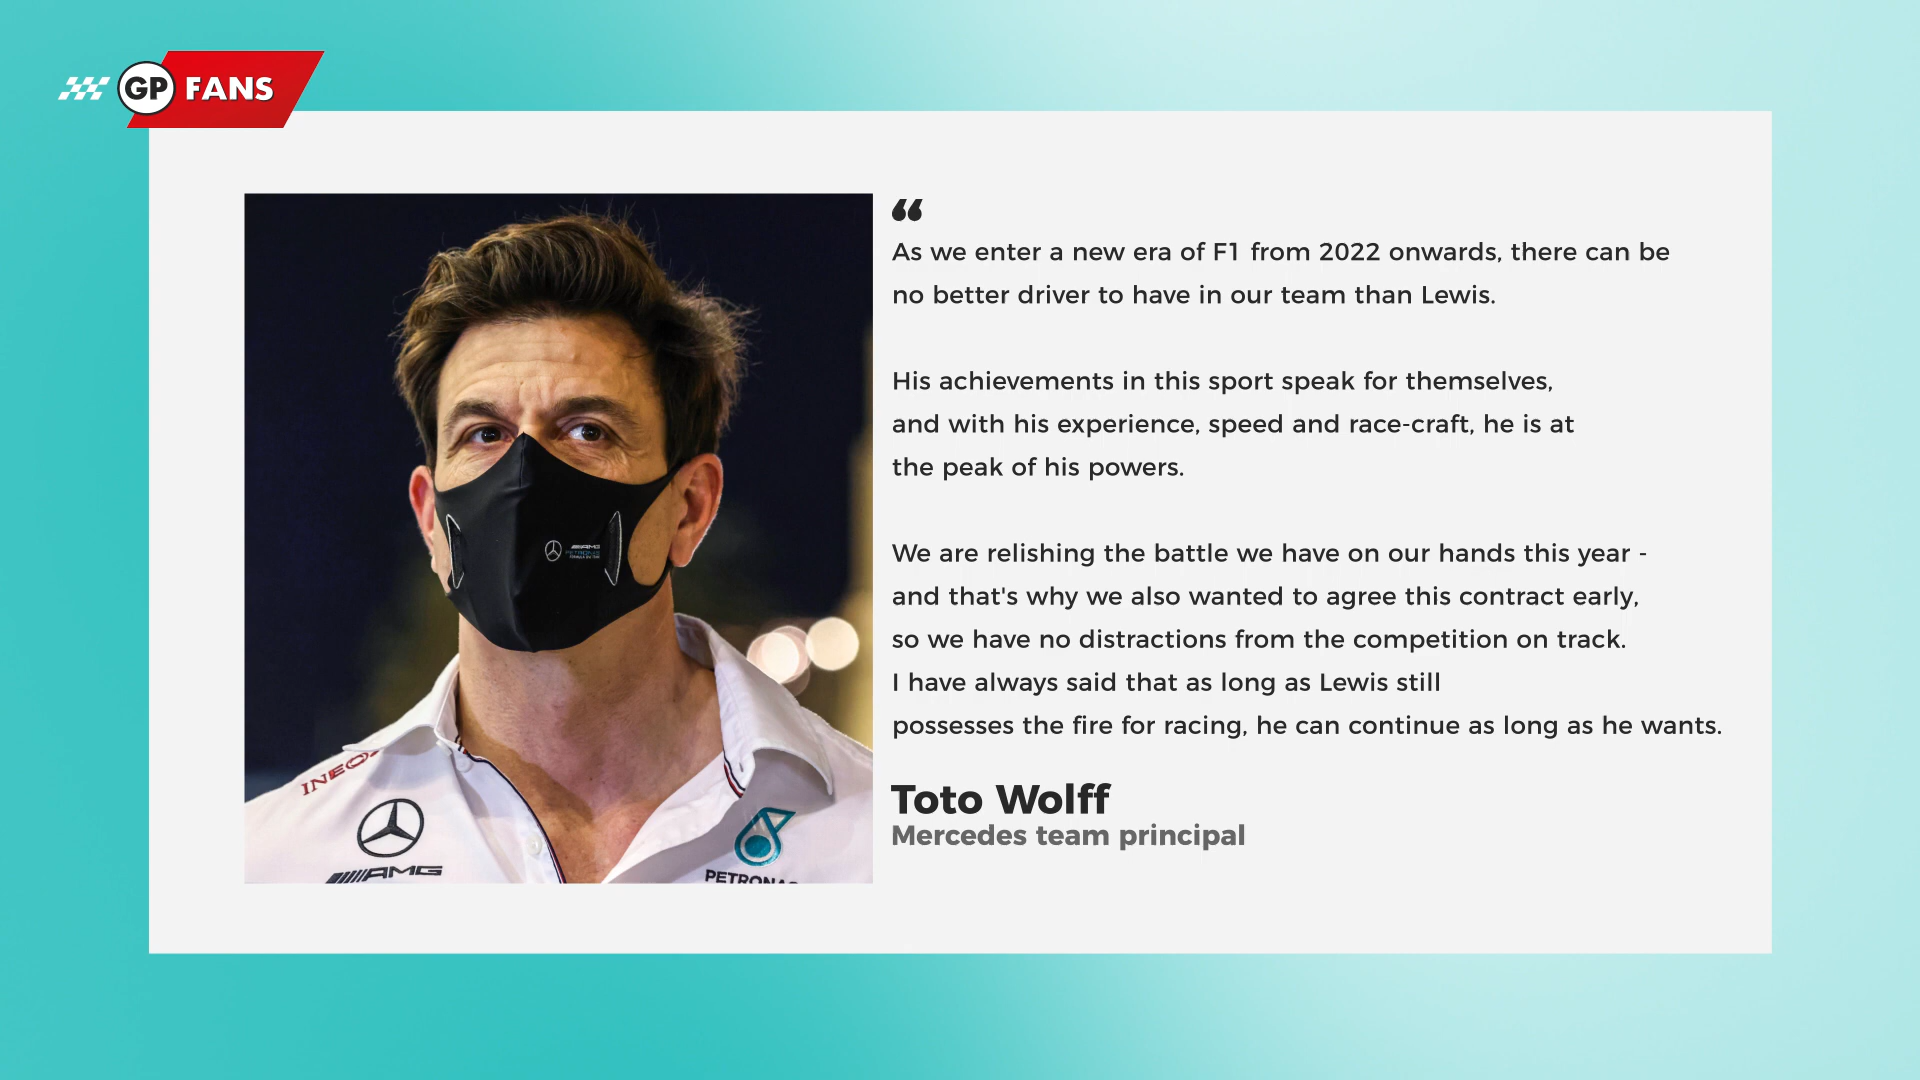 GP FANS
“
As we enter a new era of F1 from 2022 onwards, there can be
no better driver to have in our team than Lewis.
His achievements in this sport speak for themselves,
and with his experience, speed and race-craft, he is at
the peak of his powers.
We are relishing the battle we have on our hands this year -
and that's why we also wanted to agree this contract early,
so we have no distractions from the competition on track.
I have always said that as long as Lewis still
possesses the fire for racing, he can continue as long as he wants.
Toto Wolff
Mercedes team principal
INEO
AMG
PETRONAS
AMG
PETRONAS